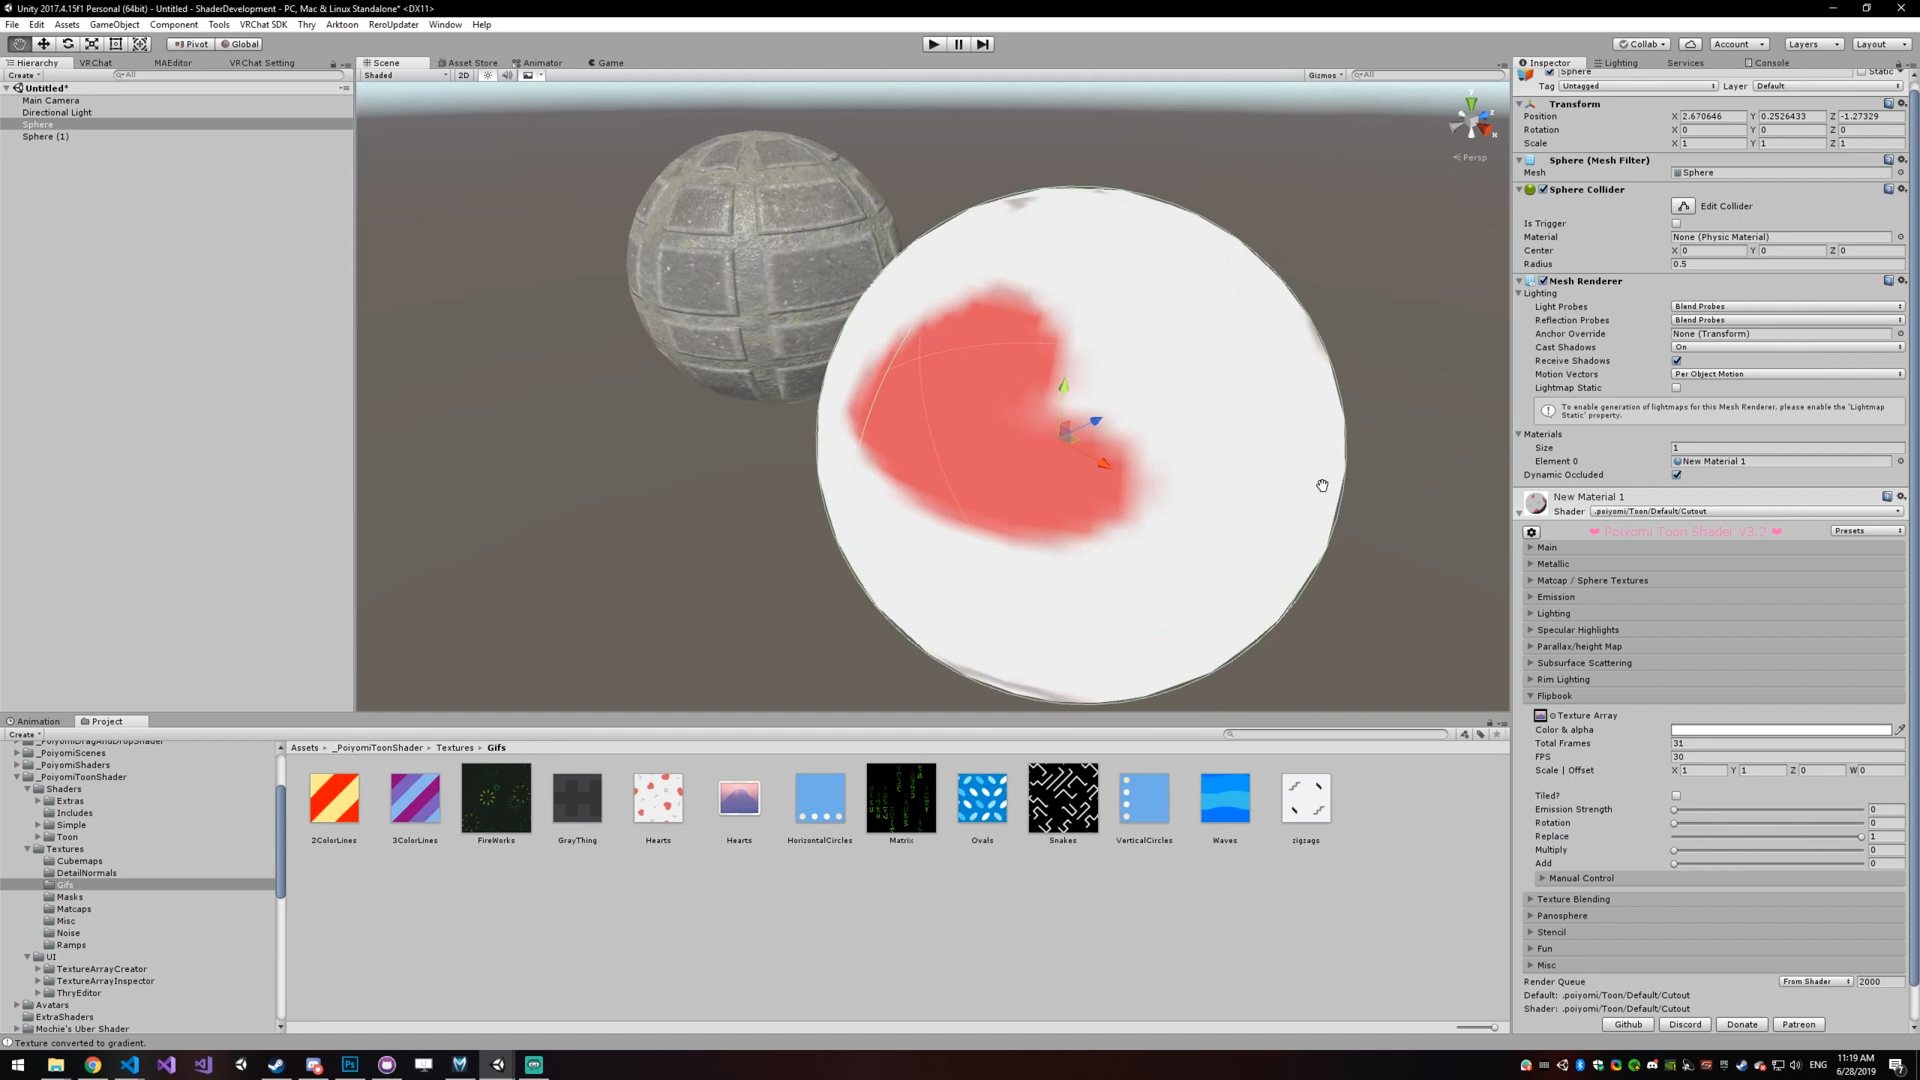 Unity 2017.4.15f1 Personal (64bit) - Untitled - ShaderDevelopment - PC, Mac & Linux Standalone* <DX11>
File Edit Assets GameObject Component Tools VRChat SDK Thry Arktoon ReroUpdater Window Help
Pivot Global Collab Account Layers Layout
Hierarchy VRChat MAEditor VRChat Setting Scene Asset Store Animator Game Inspector Lighting Services Console
Create All Shaded 2D Gizmos All
Untitled*
Main Camera
Directional Light
Sphere
Sphere (1)
y
z
x
Persp
Sphere Static
Tag Untagged Layer Default
Transform
Position X 2.670646 Y 0.2526433 Z -1.27329
Rotation X 0 Y 0 Z 0
Scale X 1 Y 1 Z 1
Sphere (Mesh Filter)
Mesh Sphere
Sphere Collider
Edit Collider
Is Trigger
Material None (Physic Material)
Center X 0 Y 0 Z 0
Radius 0.5
Mesh Renderer
Lighting
Light Probes Blend Probes
Reflection Probes Blend Probes
Anchor Override None (Transform)
Cast Shadows On
Receive Shadows
Motion Vectors Per Object Motion
Lightmap Static
To enable generation of lightmaps for this Mesh Renderer, please enable the 'Lightmap
Static' property.
Materials
Size 1
Element 0 New Material 1
Dynamic Occluded
New Material 1
Shader .poiyomi/Toon/Default/Cutout
❤ Poiyomi Toon Shader V3.2 ❤ Presets
Main
Metallic
Matcap / Sphere Textures
Emission
Lighting
Specular Highlights
Parallax/height Map
Subsurface Scattering
Rim Lighting
Flipbook
Texture Array
Color & alpha
Total Frames 31
FPS 30
Scale | Offset X 1 Y 1 Z 0 W 0
Tiled?
Emission Strength 0
Rotation 0
Replace 1
Multiply 0
Add 0
Manual Control
Texture Blending
Panosphere
Stencil
Fun
Misc
Render Queue From Shader 2000
Default: .poiyomi/Toon/Default/Cutout
Shader: .poiyomi/Toon/Default/Cutout
Github Discord Donate Patreon
Animation Project
Create
_PoiyomiDragAndDropShader
_PoiyomiScenes
_PoiyomiShaders
_PoiyomiToonShader
Shaders
Extras
Includes
Simple
Toon
Textures
Cubemaps
DetailNormals
Gifs
Masks
Matcaps
Misc
Noise
Ramps
UI
TextureArrayCreator
TextureArrayInspector
ThryEditor
Avatars
ExtraShaders
Mochie's Uber Shader
Assets _PoiyomiToonShader Textures Gifs
2ColorLines 3ColorLines FireWorks GrayThing Hearts Hearts HorizontalCircles Matrix Ovals Snakes VerticalCircles Waves zigzags
Texture converted to gradient.
Ps
ENG
11:19 AM
6/28/2019